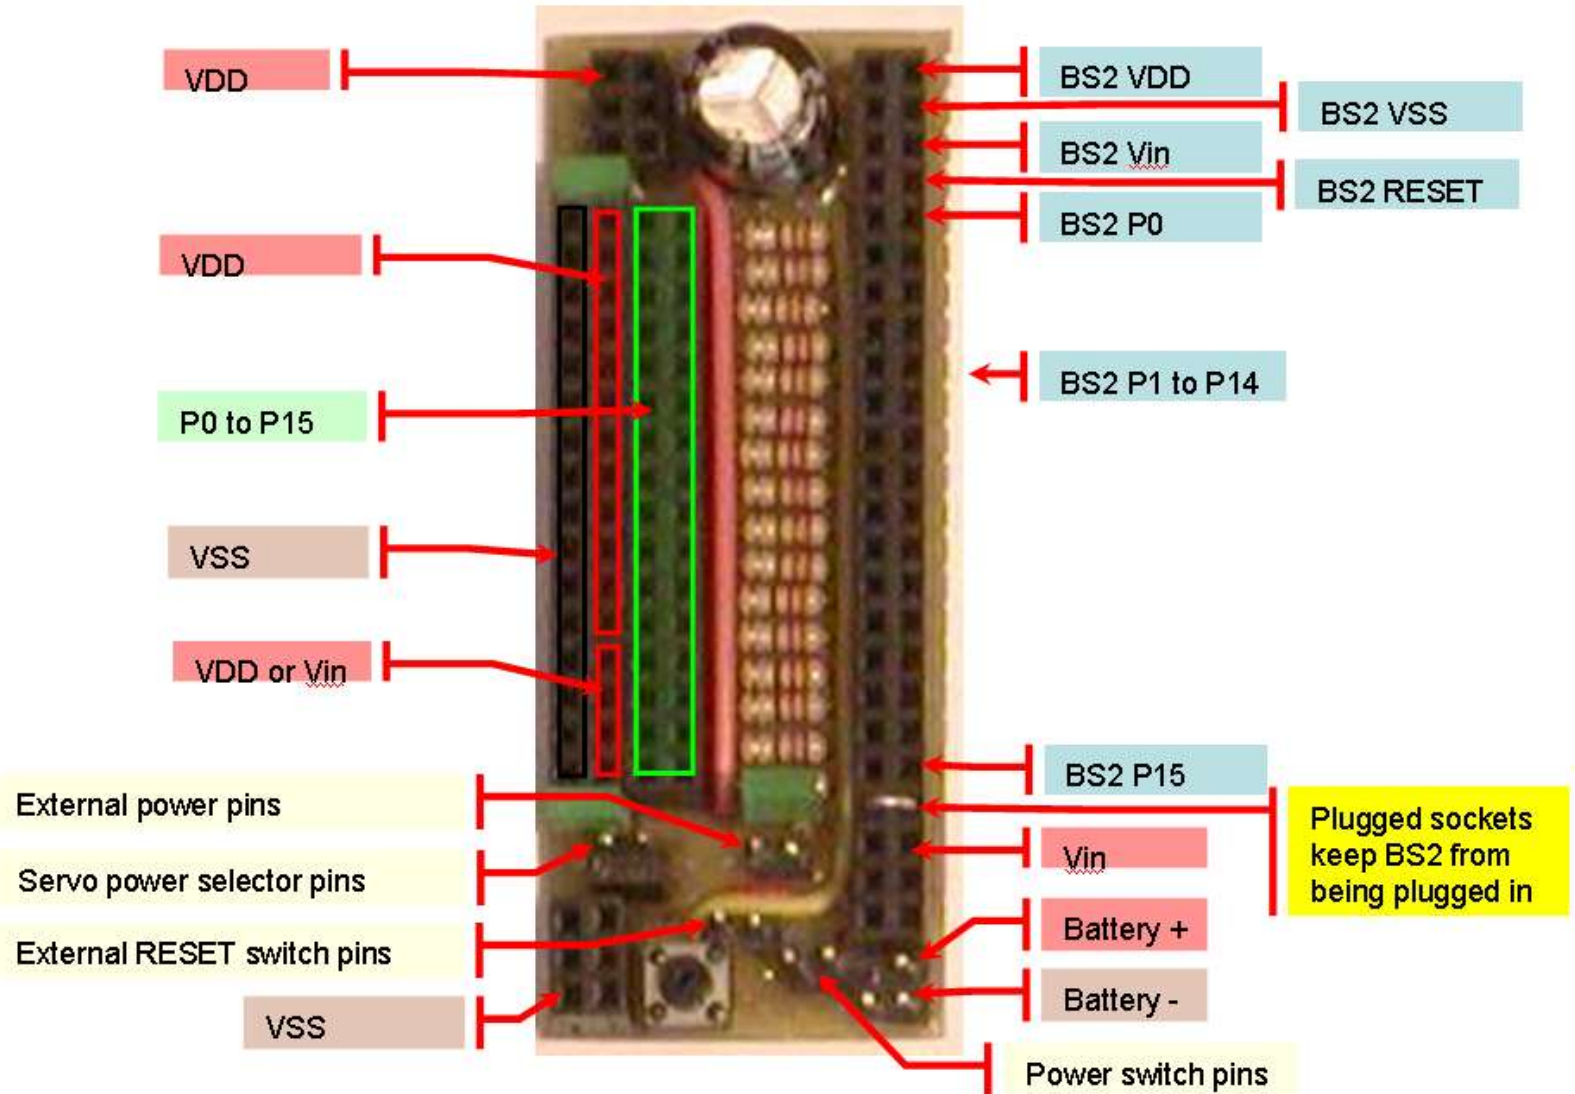 VDD
VDD
P0 to P15
VSS
VDD or Vin
External power pins
Servo power selector pins
External RESET switch pins
VSS
BS2 VDD
BS2 VSS
BS2 Vin
BS2 RESET
BS2 P0
BS2 P1 to P14
BS2 P15
Plugged sockets
keep BS2 from
being plugged in
Vin
Battery +
Battery -
Power switch pins